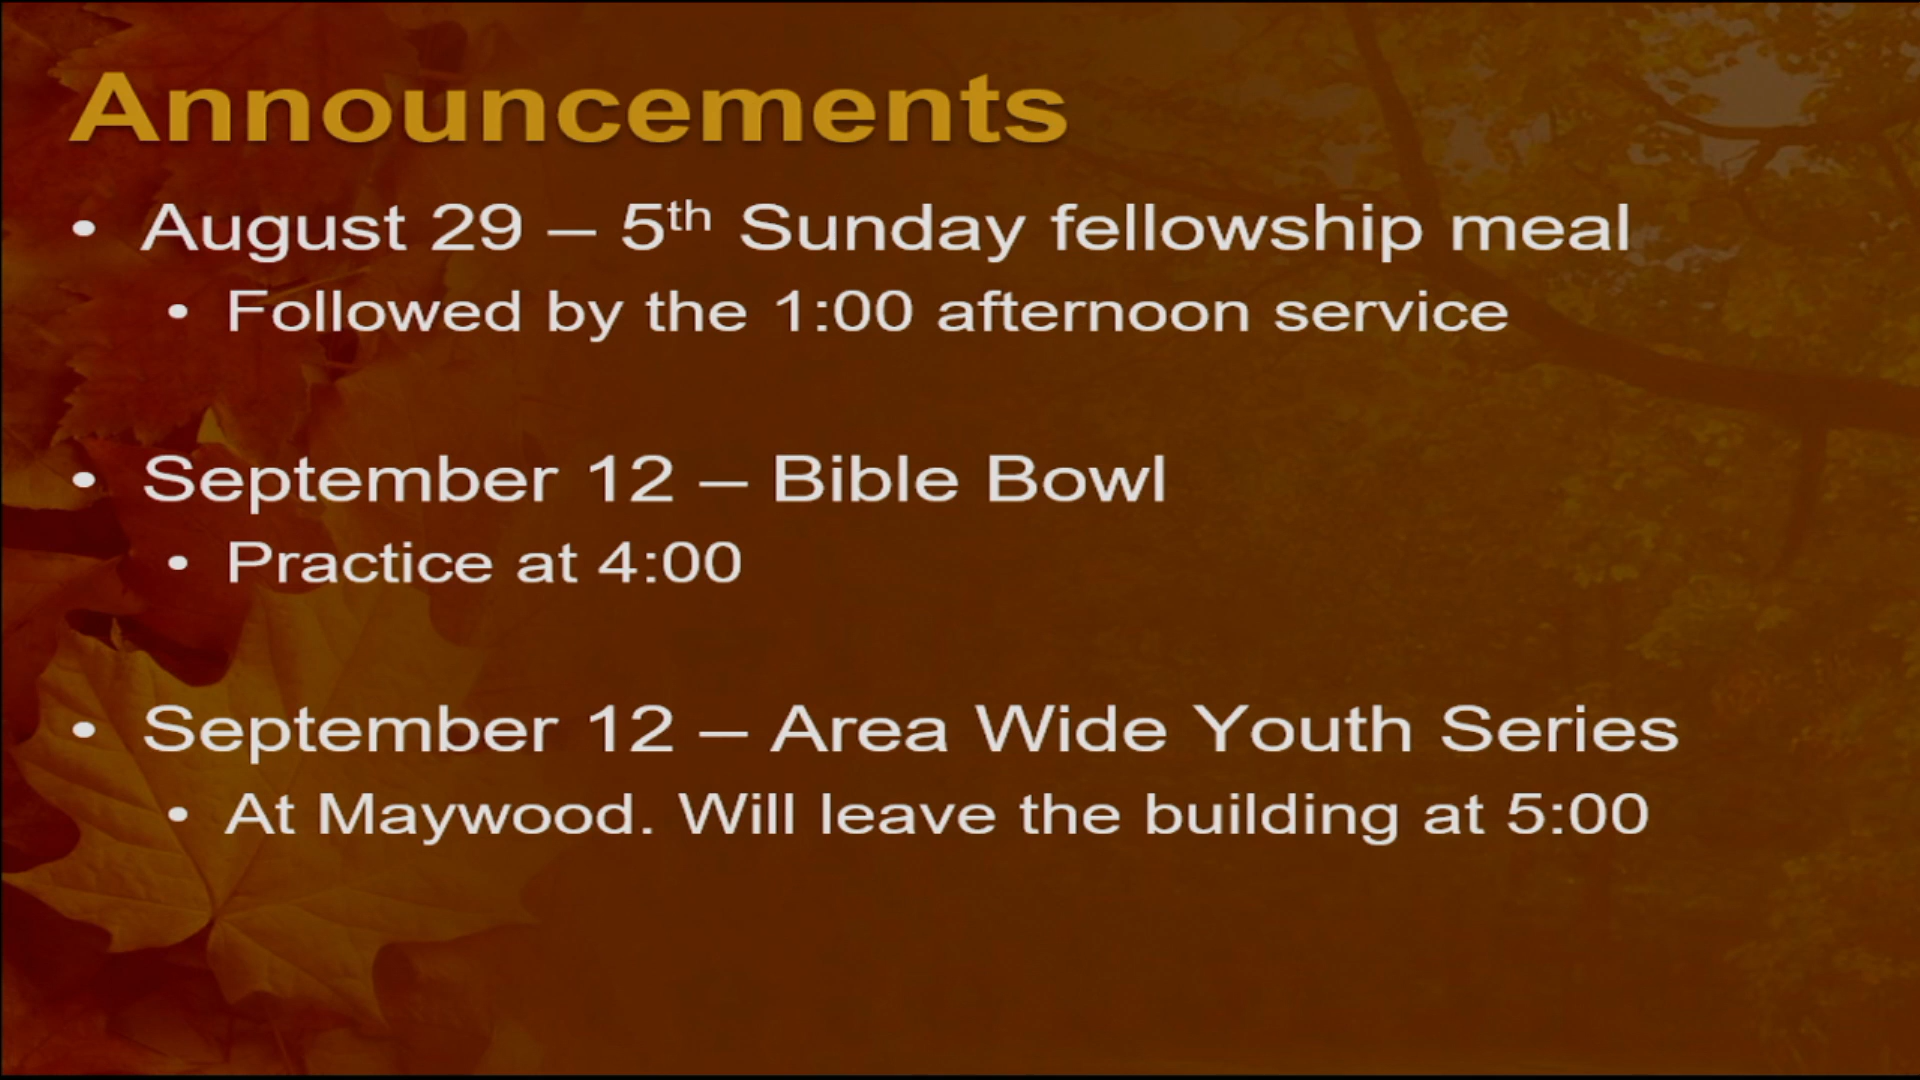 Announcements
• August 29 – 5th Sunday fellowship meal
• Followed by the 1:00 afternoon service
• September 12 – Bible Bowl
• Practice at 4:00
• September 12 – Area Wide Youth Series
• At Maywood. Will leave the building at 5:00